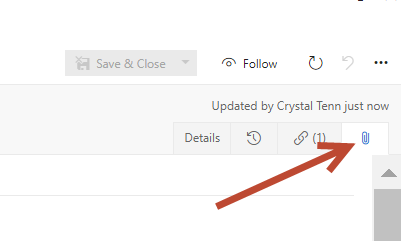 Save & Close Follow
Updated by Crystal Tenn just now
Details (1)